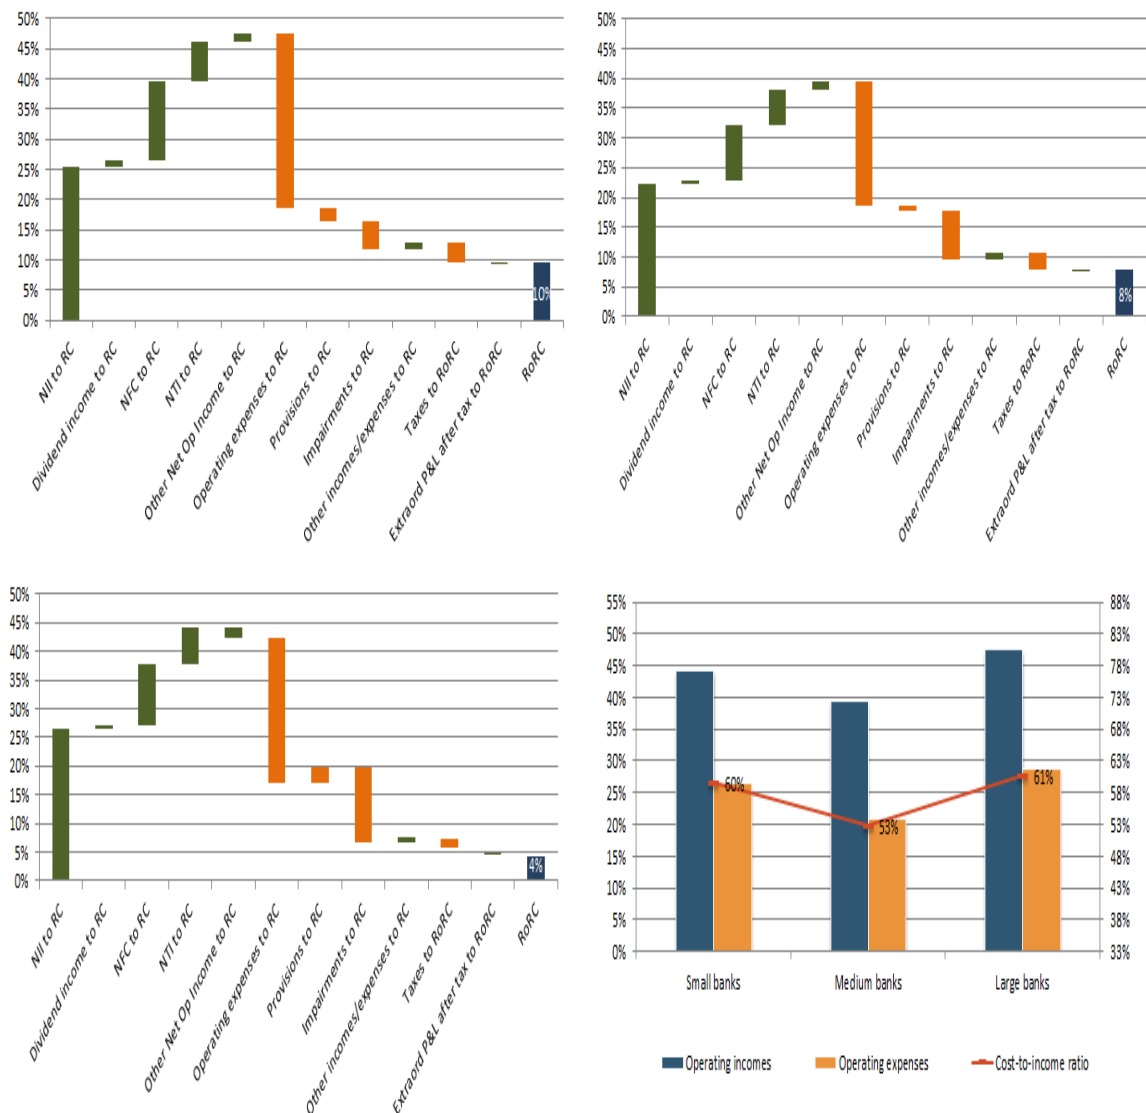 50%
45%
40%
35%
30%
25%
20%
15%
10%
5%
0%
10%
NII to RC
Dividend income to RC
NFC to RC
NTI to RC
Other Net Op Income to RC
Operating expenses to RC
Provisions to RC
Impairments to RC
Other incomes/expenses to RC
Taxes to RoRC
Extraord P&L after tax to RoRC
RoRC
50%
45%
40%
35%
30%
25%
20%
15%
10%
5%
0%
8%
NII to RC
Dividend income to RC
NFC to RC
NTI to RC
Other Net Op Income to RC
Operating expenses to RC
Provisions to RC
Impairments to RC
Other incomes/expenses to RC
Taxes to RoRC
Extraord P&L after tax to RoRC
RoRC
50%
45%
40%
35%
30%
25%
20%
15%
10%
5%
0%
4%
NII to RC
Dividend income to RC
NFC to RC
NTI to RC
Other Net Op Income to RC
Operating expenses to RC
Provisions to RC
Impairments to RC
Other incomes/expenses to RC
Taxes to RoRC
Extraord P&L after tax to RoRC
RoRC
55%
50%
45%
40%
35%
30%
25%
20%
15%
10%
5%
0%
88%
83%
78%
73%
68%
63%
58%
53%
48%
43%
38%
33%
60%
53%
61%
Small banks
Medium banks
Large banks
Operating incomes
Operating expenses
Cost-to-income ratio